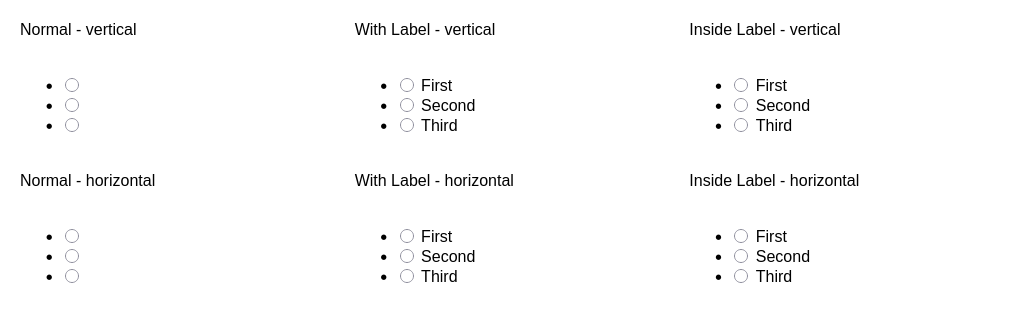 Normal - vertical
With Label - vertical
Inside Label - vertical
First
Second
Third
First
Second
Third
Normal - horizontal
With Label - horizontal
Inside Label - horizontal
First
Second
Third
First
Second
Third